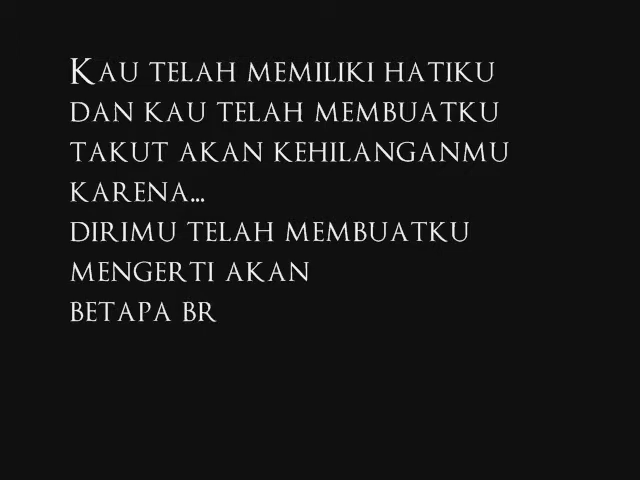 Kau telah memiliki hatiku
dan kau telah membuatku
takut akan kehilanganmu
karena...
dirimu telah membuatku
mengerti akan
betapa br